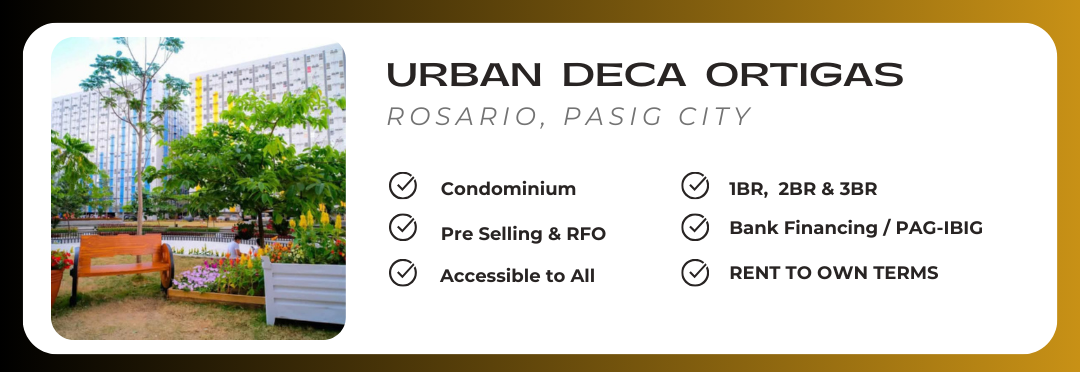 URBAN DECA ORTIGAS
ROSARIO, PASIG CITY
Condominium
Pre Selling & RFO
Accessible to All
1BR, 2BR & 3BR
Bank Financing / PAG-IBIG
RENT TO OWN TERMS